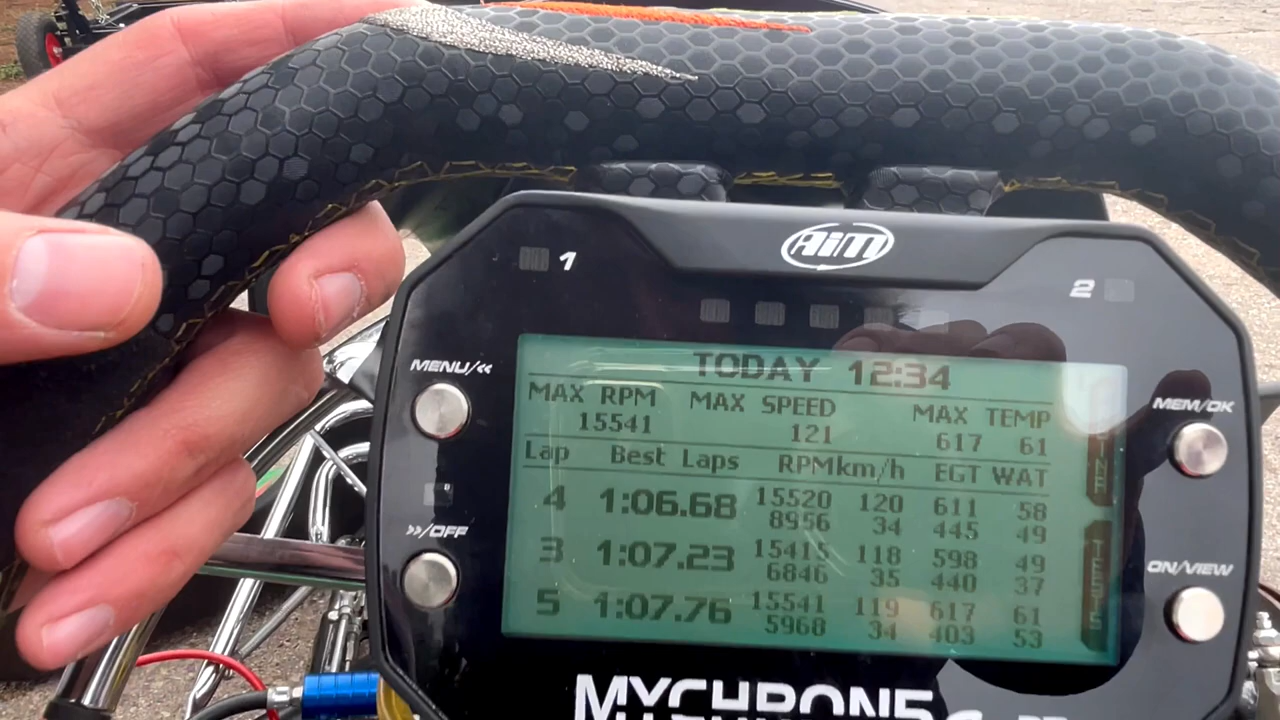 AiM
1
2
MENU/<<
MEM/OK
>>/OFF
ON/VIEW
TODAY 12:34
MAX RPM MAX SPEED MAX TEMP
15541 121 617 61
Lap Best Laps RPM km/h EGT WAT
4 1:06.68 15520 120 611 58
8956 34 445 49
3 1:07.23 15415 118 598 49
6846 35 440 37
5 1:07.76 15541 119 617 61
5968 34 403 53
MYCHRON5